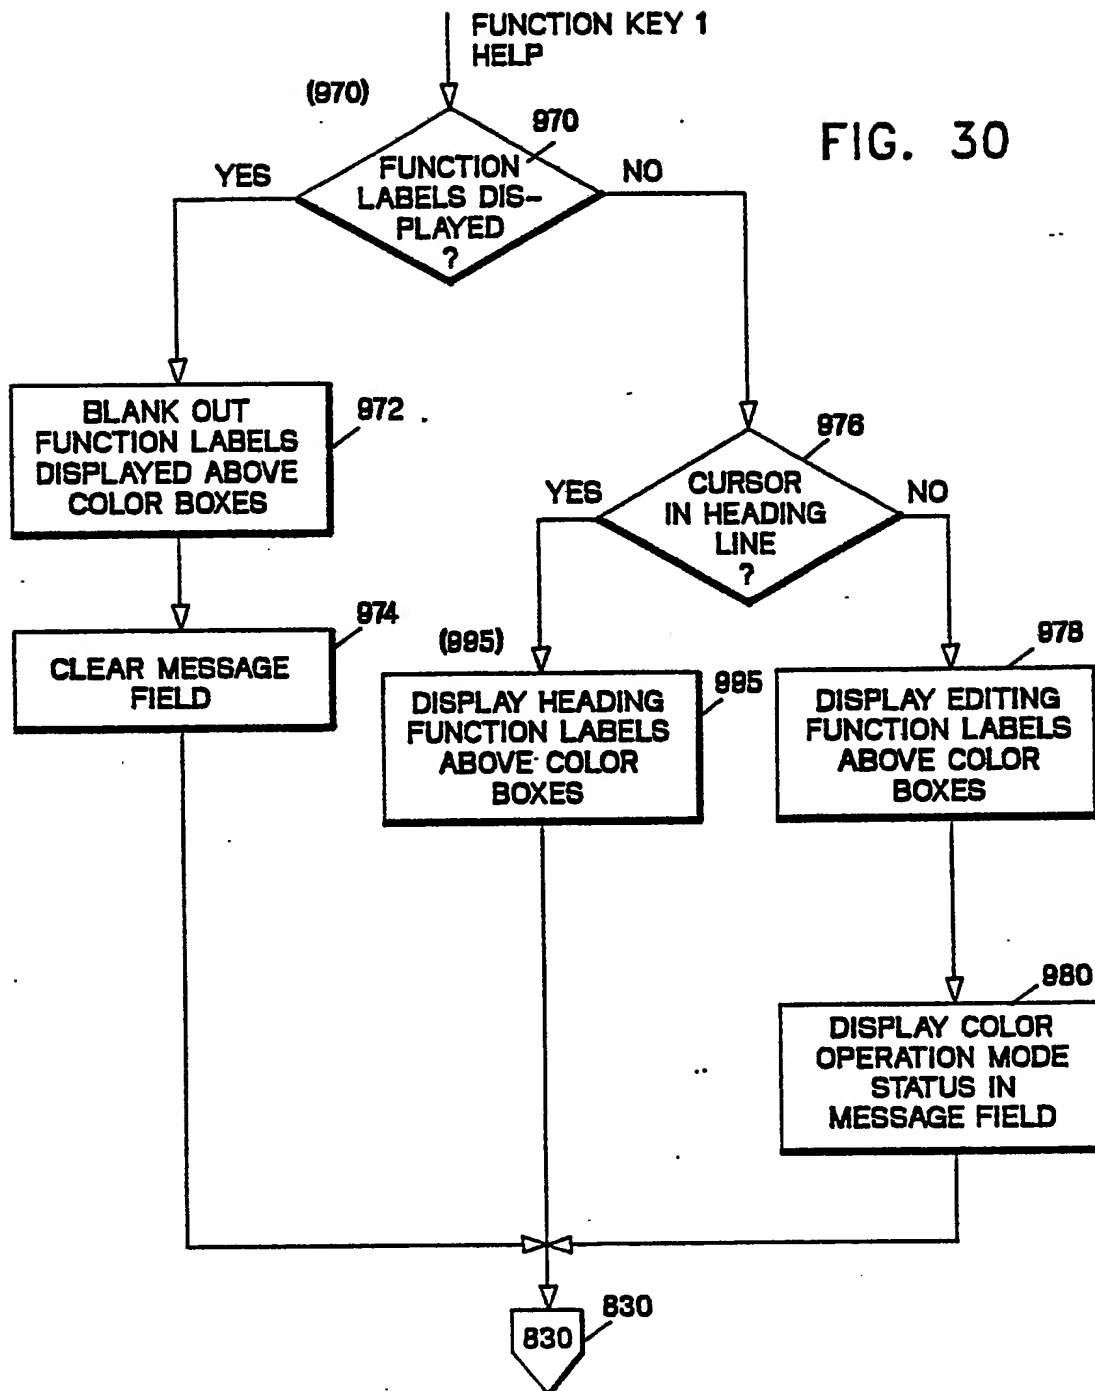 FUNCTION KEY 1
HELP
(970)
970
FIG. 30
YES
FUNCTION
LABELS DIS-
PLAYED
?
NO
BLANK OUT
FUNCTION LABELS
DISPLAYED ABOVE
COLOR BOXES
972
976
YES
CURSOR
IN HEADING
LINE
?
NO
974
CLEAR MESSAGE
FIELD
(995)
995
DISPLAY HEADING
FUNCTION LABELS
ABOVE COLOR
BOXES
978
DISPLAY EDITING
FUNCTION LABELS
ABOVE COLOR
BOXES
980
DISPLAY COLOR
OPERATION MODE
STATUS IN
MESSAGE FIELD
830
830